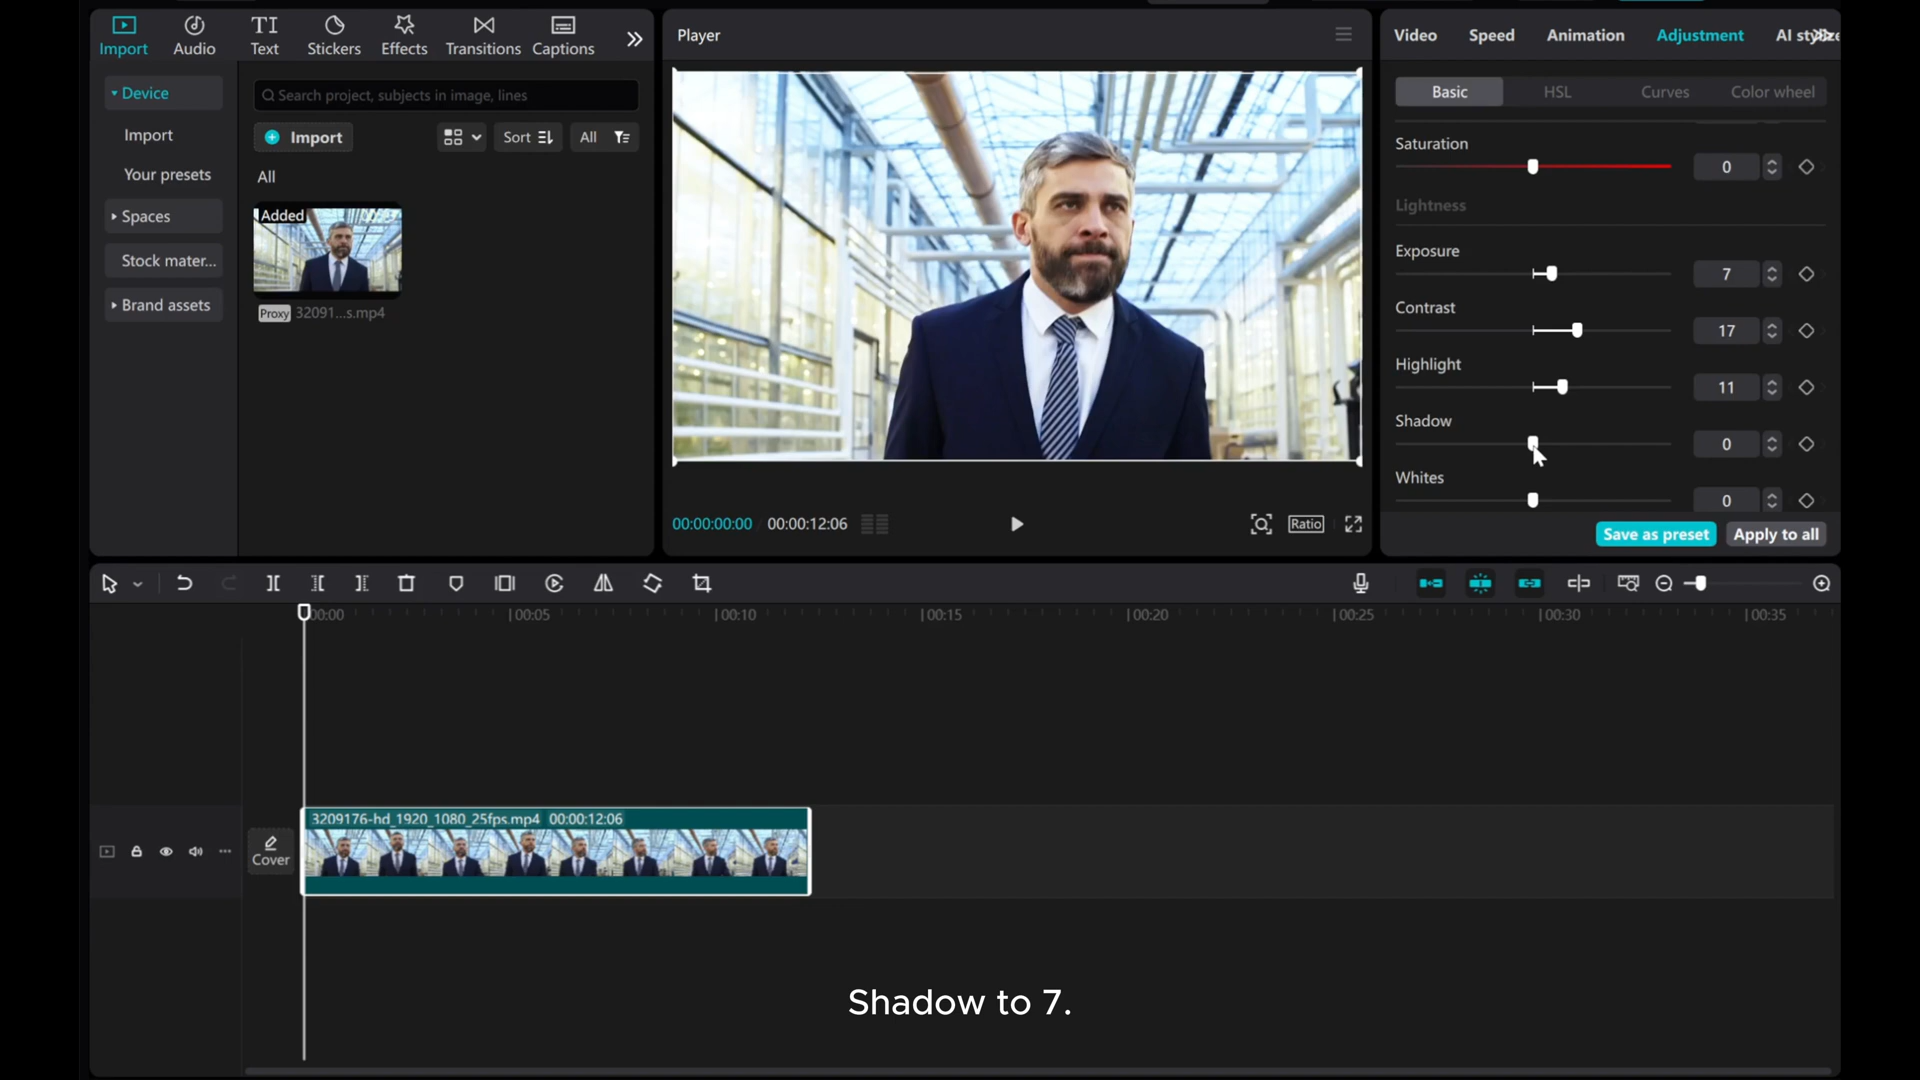 Import
Audio
Text
Stickers
Effects
Transitions
Captions
Device
Import
Your presets
Spaces
Stock mater...
Brand assets
Search project, subjects in image, lines
Import
Sort
All
All
Added
Proxy 32091...s.mp4
Player
00:00:00:00 00:00:12:06
Ratio
Video Speed Animation Adjustment
Basic HSL Curves Color wheel
Saturation
0
Lightness
Exposure
7
Contrast
17
Highlight
11
Shadow
0
Whites
0
Save as preset Apply to all
00:00 00:05 00:10 00:15 00:20 00:25 00:30 00:35
Cover
3209176-hd_1920_1080_25fps.mp4 00:00:12:06
Shadow to 7.